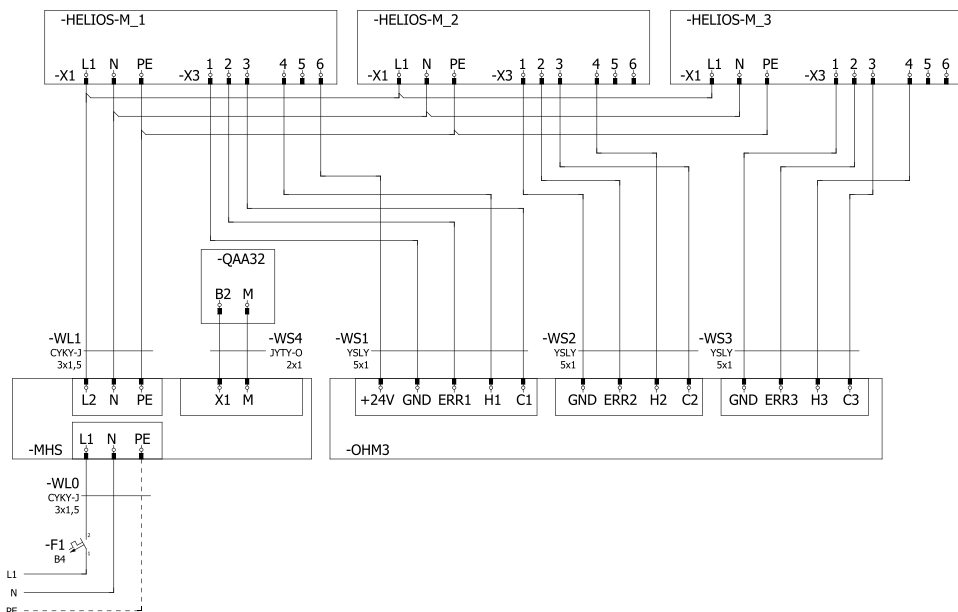 -HELIOS-M_1 -HELIOS-M_2 -HELIOS-M_3
L1 N PE 1 2 3 4 5 6 L1 N PE 1 2 3 4 5 6 L1 N PE 1 2 3 4 5 6
-X1 -X3 -X1 -X3 -X1 -X3
-QAA32
B2 M
-WL1 -WS4 -WS1 -WS2 -WS3
CYKY-J JYTY-O YSLY YSLY YSLY
3x1,5 2x1 5x1 5x1 5x1
L2 N PE X1 M +24V GND ERR1 H1 C1 GND ERR2 H2 C2 GND ERR3 H3 C3
L1 N PE
-MHS -OHM3
-WL0
CYKY-J
3x1,5
2
-F1
B4 1
L1
N
PE